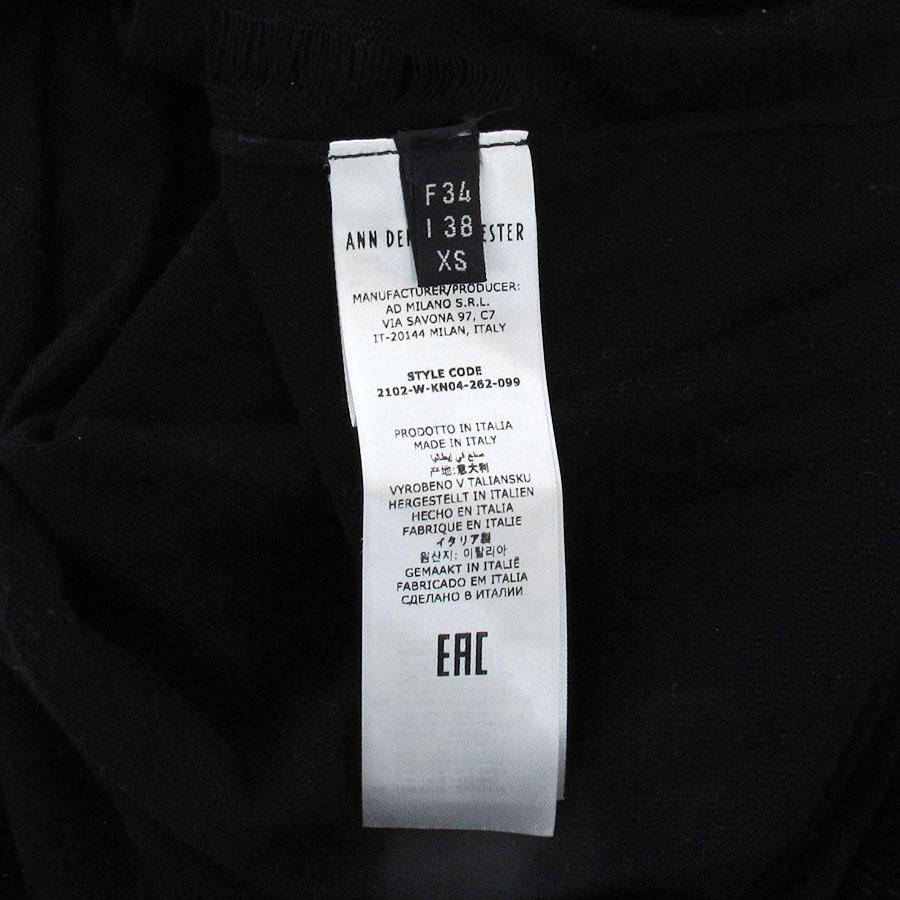 F 34
I 38
XS
ANN DE ESTER
MANUFACTURER/PRODUCER:
AD MILANO S.R.L.
VIA SAVONA 97, C7
IT-20144 MILAN, ITALY
STYLE CODE
2102-W-KN04-262-099
PRODOTTO IN ITALIA
MADE IN ITALY
صنع في إيطاليا
产地:意大利
VYROBENO V TALIANSKU
HERGESTELLT IN ITALIEN
HECHO EN ITALIA
FABRIQUE EN ITALIE
イタリア製
원산지: 이탈리아
GEMAAKT IN ITALIË
FABRICADO EM ITALIA
СДЕЛАНО В ИТАЛИИ
EAC